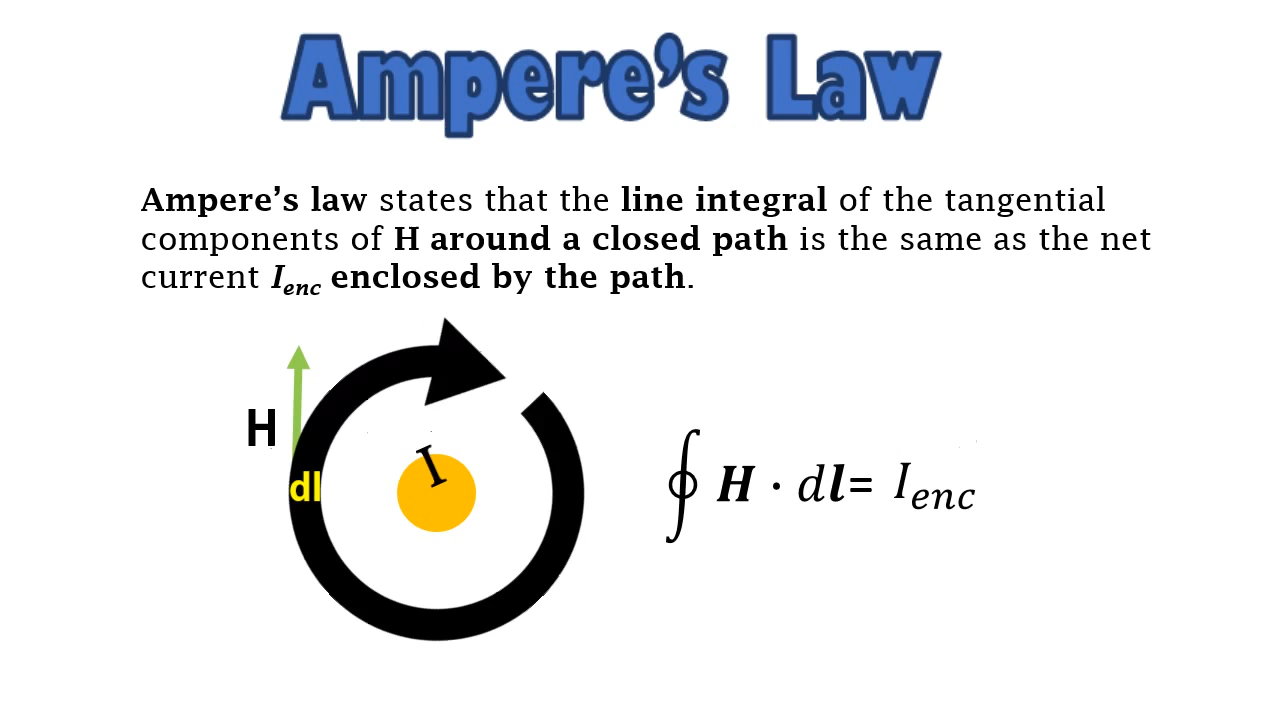 Ampere's Law
Ampere's law states that the line integral of the tangential
components of H around a closed path is the same as the net
current I_enc enclosed by the path.
H
dl
I
∮ H · dl= I_enc